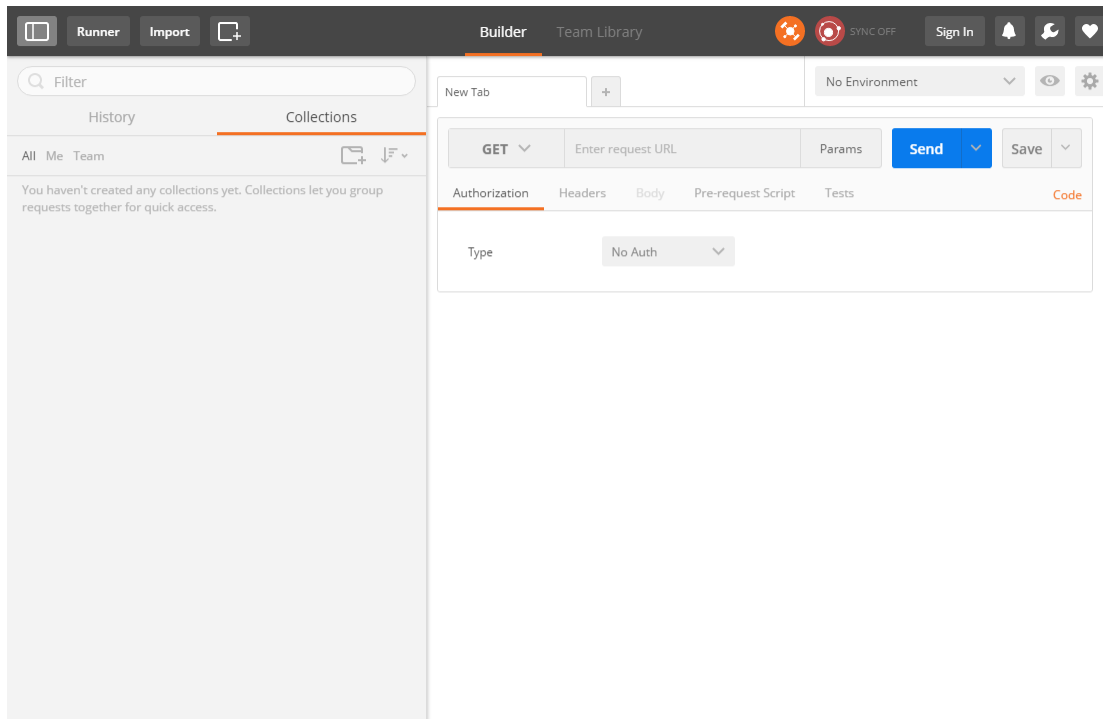 Runner Import Builder Team Library SYNC OFF Sign In
Filter
History Collections
All Me Team
You haven't created any collections yet. Collections let you group
requests together for quick access.
New Tab + No Environment
GET Enter request URL Params Send Save
Authorization Headers Body Pre-request Script Tests Code
Type No Auth